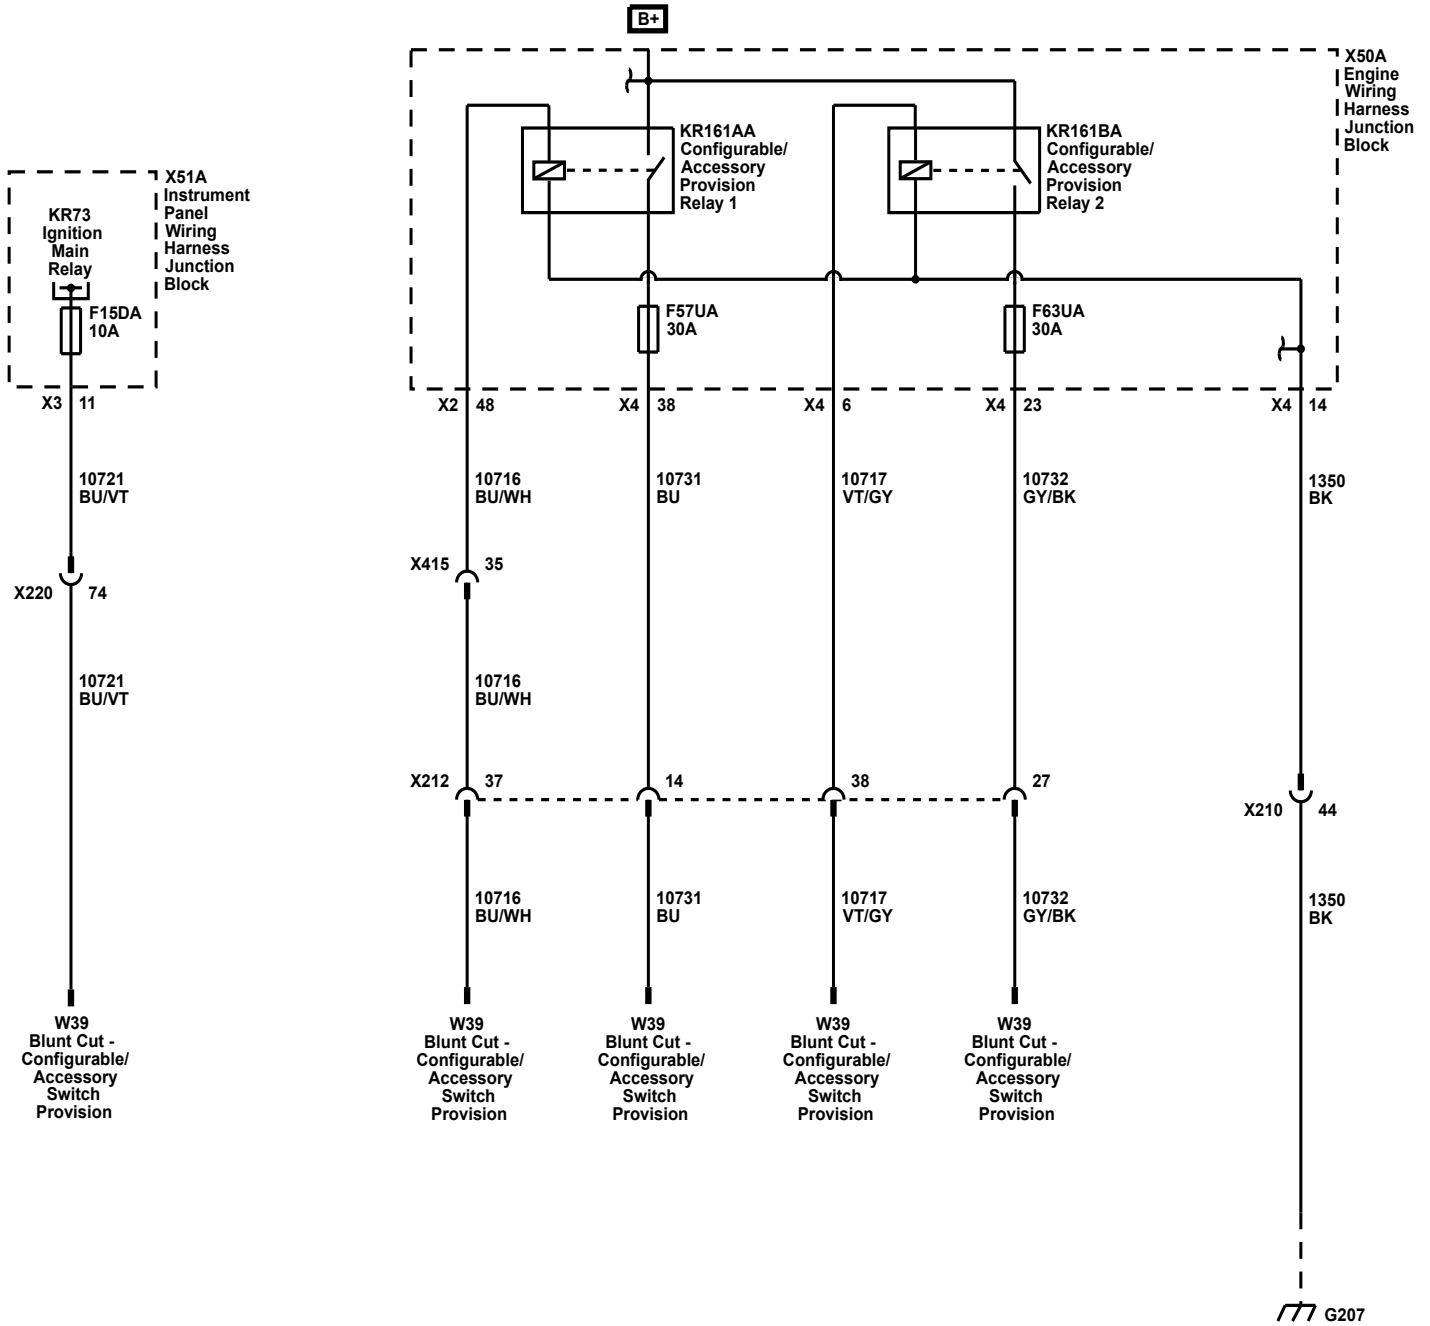 B+
X50A
Engine
Wiring
Harness
Junction
Block
KR161AA
Configurable/
Accessory
Provision
Relay 1
KR161BA
Configurable/
Accessory
Provision
Relay 2
X51A
Instrument
Panel
Wiring
Harness
Junction
Block
KR73
Ignition
Main
Relay
F15DA
10A
F57UA
30A
F63UA
30A
X3 11
X2 48
X4 38
X4 6
X4 23
X4 14
10721
BU/VT
10716
BU/WH
10731
BU
10717
VT/GY
10732
GY/BK
1350
BK
X415 35
X220 74
10721
BU/VT
10716
BU/WH
X212 37
14
38
27
X210 44
10716
BU/WH
10731
BU
10717
VT/GY
10732
GY/BK
1350
BK
W39
Blunt Cut -
Configurable/
Accessory
Switch
Provision
W39
Blunt Cut -
Configurable/
Accessory
Switch
Provision
W39
Blunt Cut -
Configurable/
Accessory
Switch
Provision
W39
Blunt Cut -
Configurable/
Accessory
Switch
Provision
W39
Blunt Cut -
Configurable/
Accessory
Switch
Provision
G207